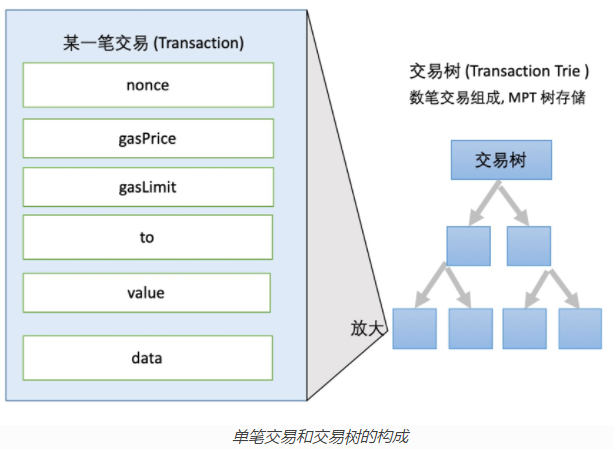 某一笔交易 (Transaction)
nonce
gasPrice
gasLimit
to
value
data
放大
交易树 (Transaction Trie )
数笔交易组成, MPT 树存储
交易树
单笔交易和交易树的构成